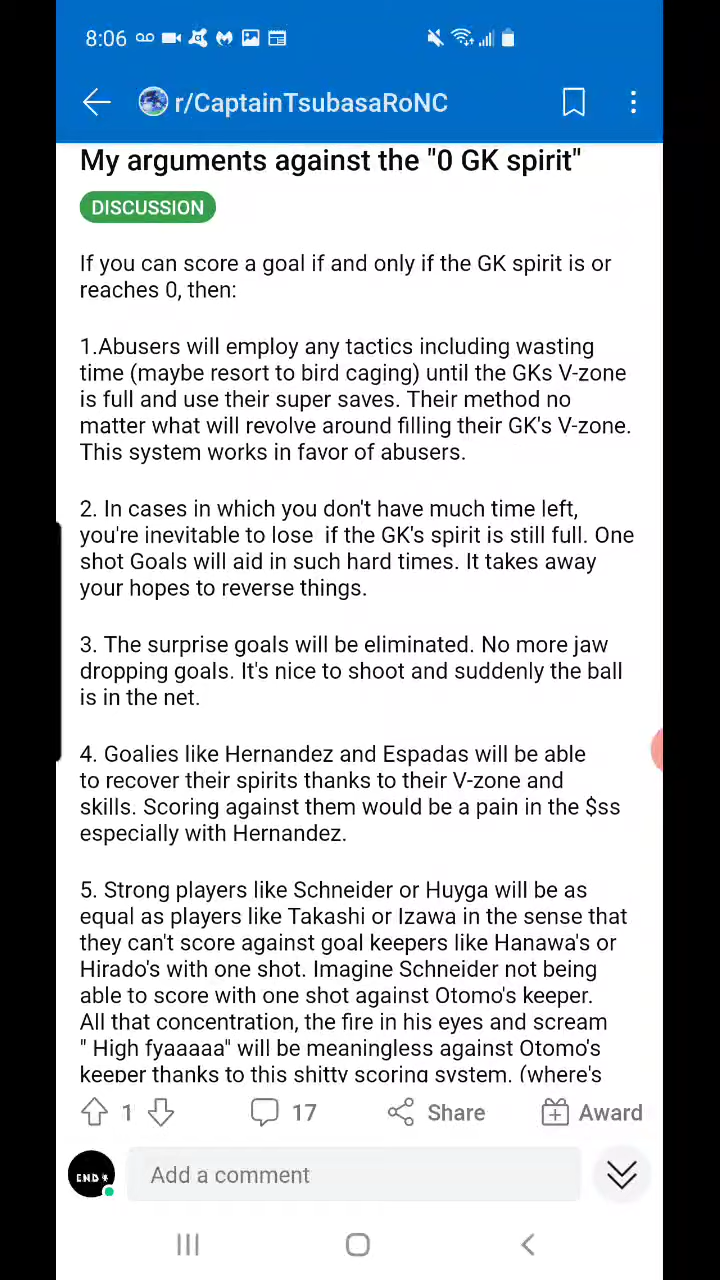 8:06
r/CaptainTsubasaRoNC
My arguments against the "0 GK spirit"
DISCUSSION
If you can score a goal if and only if the GK spirit is or
reaches 0, then:
1.Abusers will employ any tactics including wasting
time (maybe resort to bird caging) until the GKs V-zone
is full and use their super saves. Their method no
matter what will revolve around filling their GK's V-zone.
This system works in favor of abusers.
2. In cases in which you don't have much time left,
you're inevitable to lose  if the GK's spirit is still full. One
shot Goals will aid in such hard times. It takes away
your hopes to reverse things.
3. The surprise goals will be eliminated. No more jaw
dropping goals. It's nice to shoot and suddenly the ball
is in the net.
4. Goalies like Hernandez and Espadas will be able
to recover their spirits thanks to their V-zone and
skills. Scoring against them would be a pain in the $ss
especially with Hernandez.
5. Strong players like Schneider or Huyga will be as
equal as players like Takashi or Izawa in the sense that
they can't score against goal keepers like Hanawa's or
Hirado's with one shot. Imagine Schneider not being
able to score with one shot against Otomo's keeper.
All that concentration, the fire in his eyes and scream
" High fyaaaaa" will be meaningless against Otomo's
keeper thanks to this shitty scoring system. (where's
1
17
Share
Award
END
Add a comment